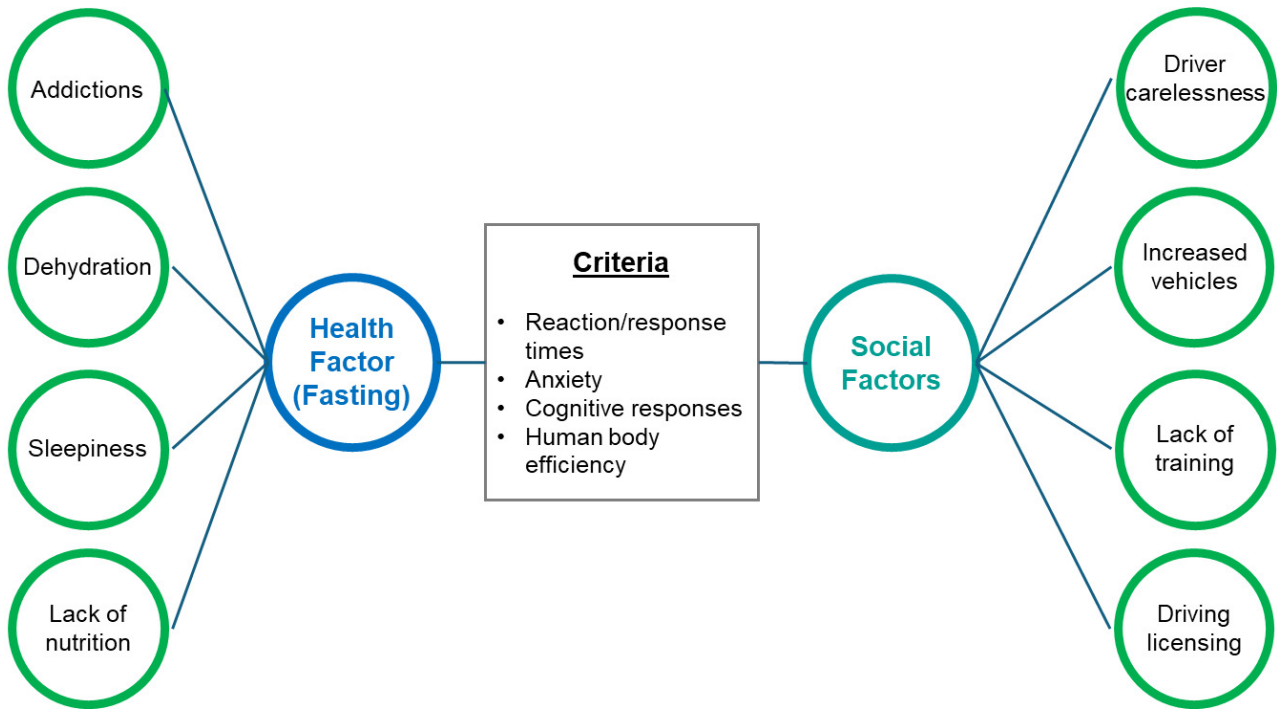 Addictions
Dehydration
Sleepiness
Lack of
nutrition
Health
Factor
(Fasting)
Criteria
• Reaction/response
times
• Anxiety
• Cognitive responses
• Human body
efficiency
Social
Factors
Driver
carelessness
Increased
vehicles
Lack of
training
Driving
licensing